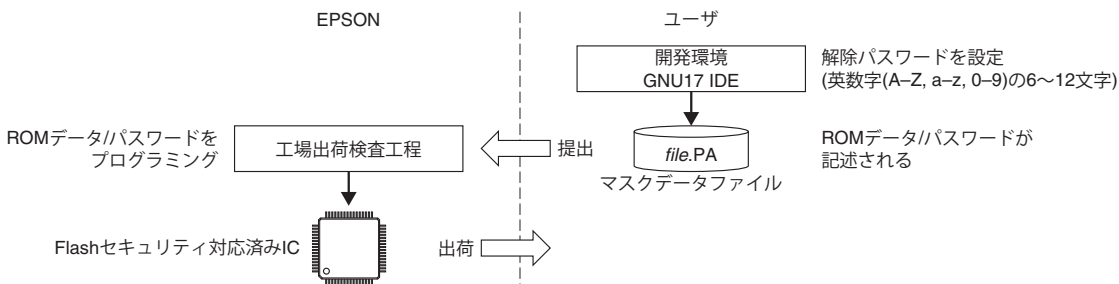 EPSON
ユーザ
開発環境
GNU17 IDE
解除パスワードを設定
(英数字(A–Z, a–z, 0–9)の6～12文字)
ROMデータ/パスワードを
プログラミング
工場出荷検査工程
提出
file.PA
マスクデータファイル
ROMデータ/パスワードが
記述される
Flashセキュリティ対応済みIC
出荷